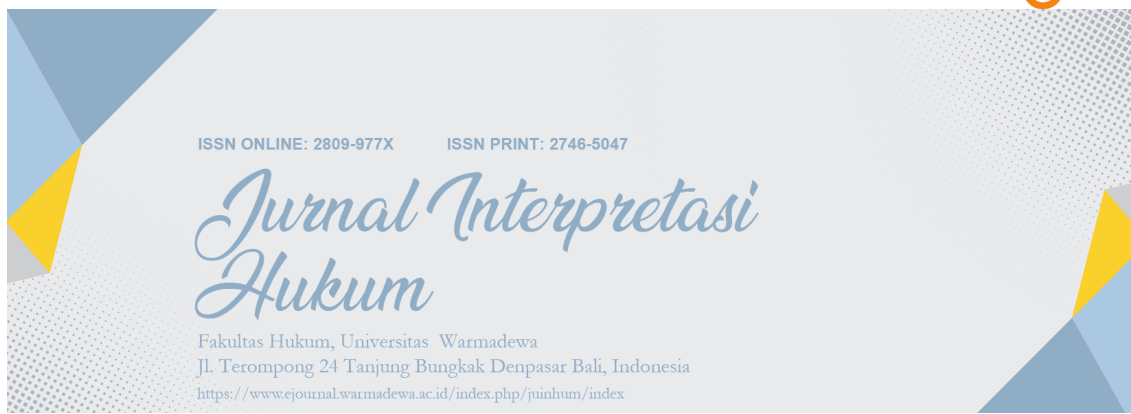 ISSN ONLINE: 2809-977X ISSN PRINT: 2746-5047
Jurnal Interpretasi
Hukum
Fakultas Hukum, Universitas Warmadewa
Jl. Terompong 24 Tanjung Bungkak Denpasar Bali, Indonesia
https://www.ejournal.warmadewa.ac.id/index.php/juinhum/index